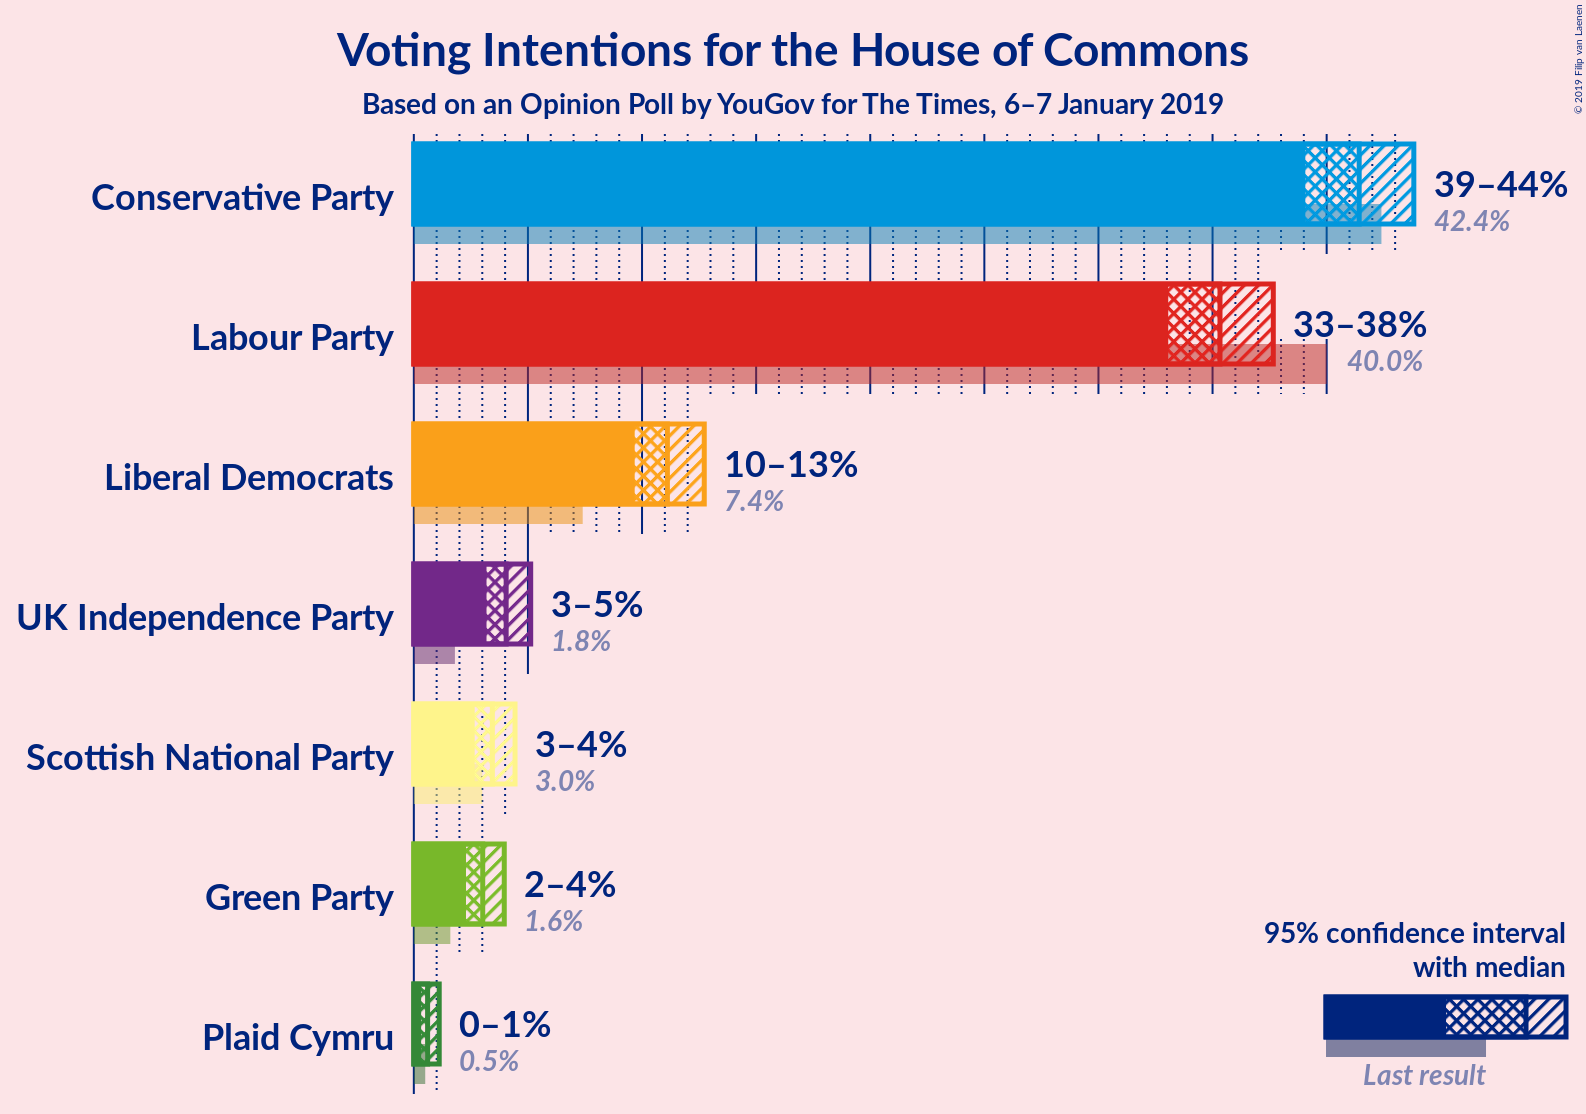 Voting Intentions for the House of Commons
Based on an Opinion Poll by YouGov for The Times, 6–7 January 2019
© 2019 Filip van Laenen
Conservative Party
39–44%
42.4%
Labour Party
33–38%
40.0%
Liberal Democrats
10–13%
7.4%
UK Independence Party
3–5%
1.8%
Scottish National Party
3–4%
3.0%
Green Party
2–4%
1.6%
Plaid Cymru
0–1%
0.5%
95% confidence interval
with median
Last result